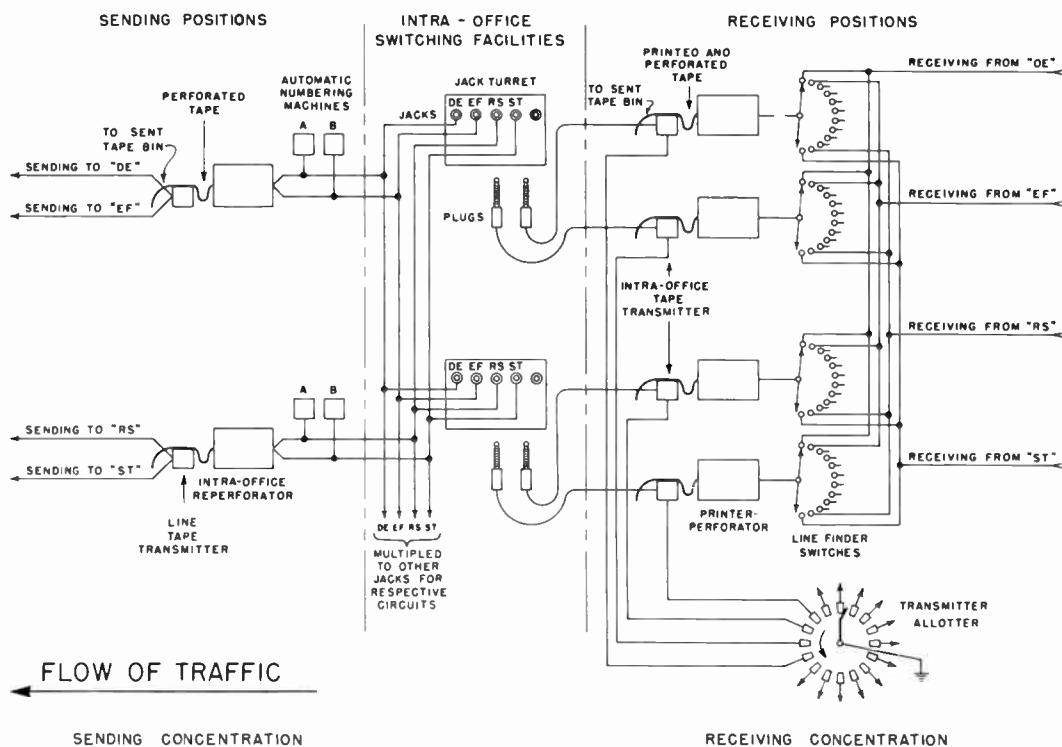 SENDING POSITIONS
INTRA - OFFICE
SWITCHING FACILITIES
RECEIVING POSITIONS
AUTOMATIC
NUMBERING
MACHINES
A B
PERFORATED
TAPE
TO SENT
TAPE BIN
SENDING TO "DE"
SENDING TO "EF"
JACK TURRET
JACKS
DE EF RS ST
PLUGS
PRINTED AND
PERFORATED
TAPE
TO SENT
TAPE BIN
RECEIVING FROM "OE"
RECEIVING FROM "EF"
INTRA-OFFICE
TAPE
TRANSMITTER
RECEIVING FROM "RS"
DE EF RS ST
A B
SENDING TO "RS"
SENDING TO "ST"
INTRA-OFFICE
REPERFORATOR
LINE
TAPE
TRANSMITTER
RECEIVING FROM "ST"
PRINTER-
PERFORATOR
LINE FINDER
SWITCHES
DE EF RS ST
MULTIPLED
TO OTHER
JACKS FOR
RESPECTIVE
CIRCUITS
TRANSMITTER
ALLOTTER
FLOW OF TRAFFIC
SENDING CONCENTRATION
RECEIVING CONCENTRATION